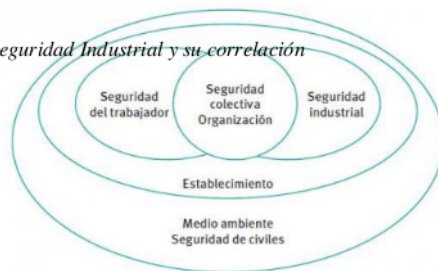 eguridad Industrial y su correlación
Seguridad
del trabajador
Seguridad
colectiva
Organización
Seguridad
industrial
Establecimiento
Medio ambiente
Seguridad de civiles